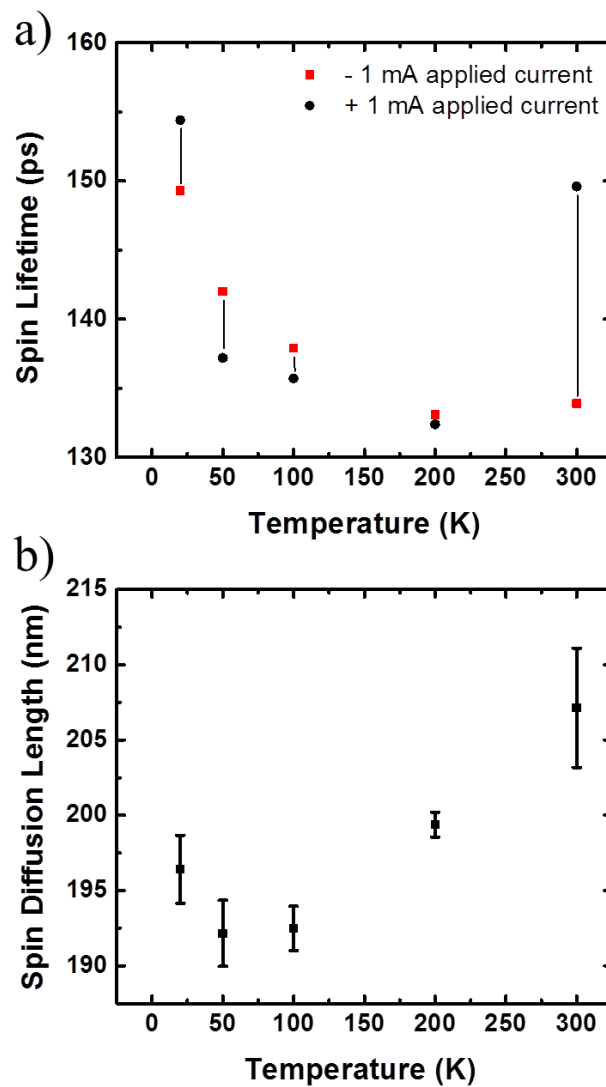 a)
160
150
140
130
Spin Lifetime (ps)
- 1 mA applied current
+ 1 mA applied current
0 50 100 150 200 250 300
Temperature (K)
b)
215
210
205
200
195
190
Spin Diffusion Length (nm)
0 50 100 150 200 250 300
Temperature (K)